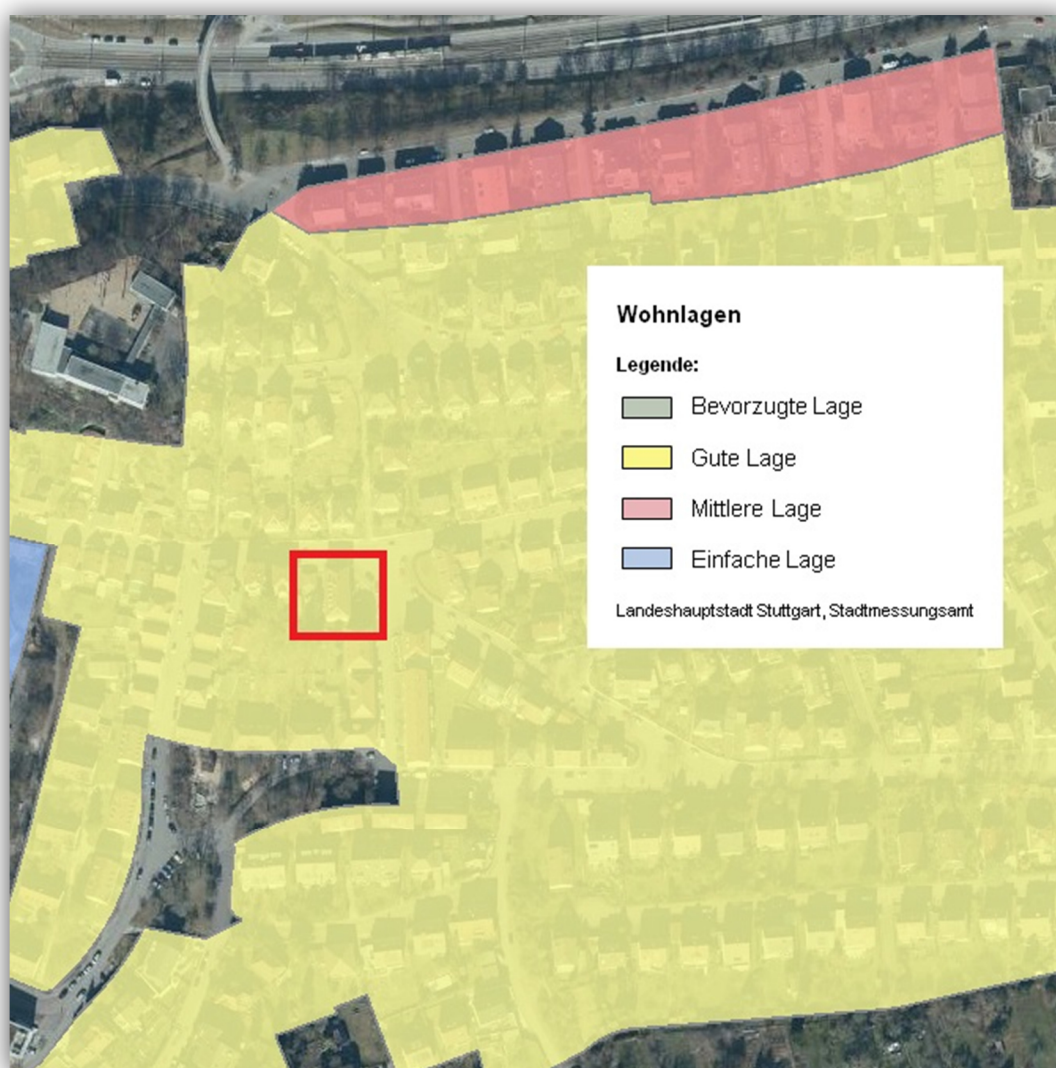 Wohnlagen
Legende:
Bevorzugte Lage
Gute Lage
Mittlere Lage
Einfache Lage
Landeshauptstadt Stuttgart, Stadtmessungsamt